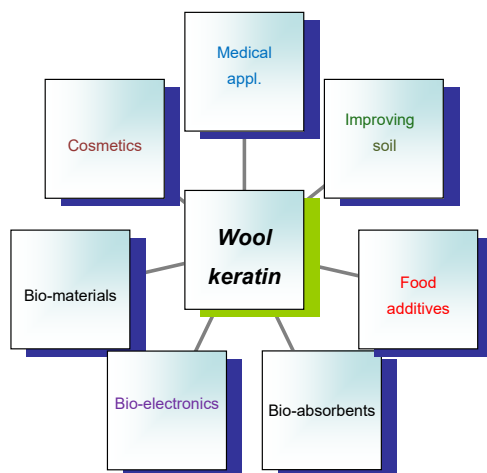 Medical
appl.
Improving
soil
Cosmetics
Wool
keratin
Food
additives
Bio-materials
Bio-electronics
Bio-absorbents